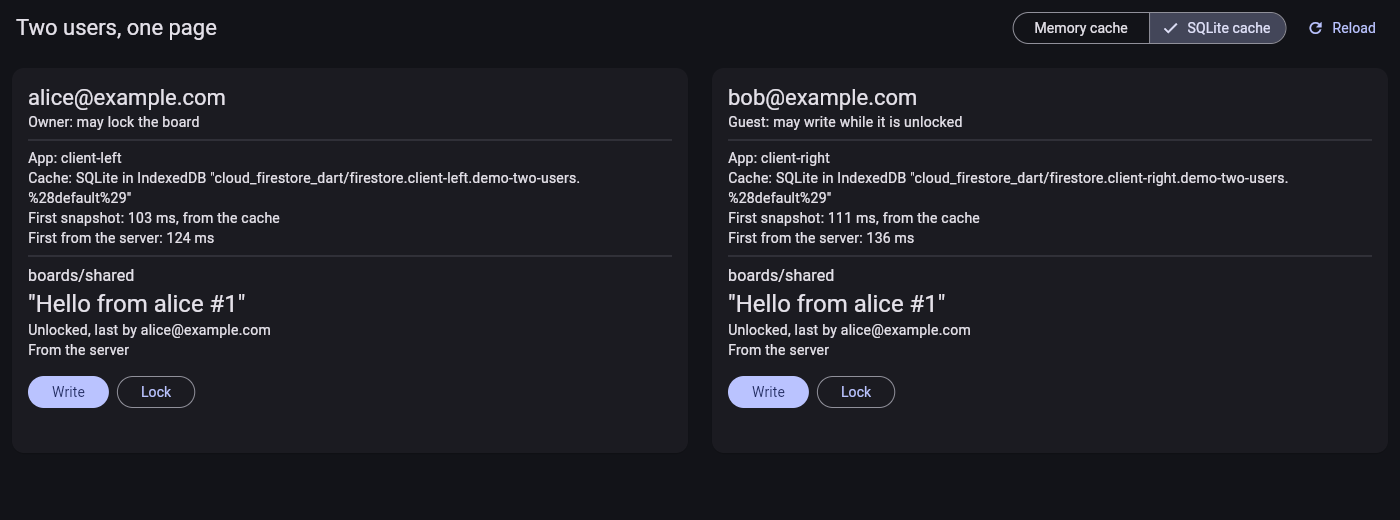 Two users, one page
Memory cache
SQLite cache
Reload
alice@example.com
Owner: may lock the board
App: client-left
Cache: SQLite in IndexedDB "cloud_firestore_dart/firestore.client-left.demo-two-users.
%28default%29"
First snapshot: 103 ms, from the cache
First from the server: 124 ms
boards/shared
"Hello from alice #1"
Unlocked, last by alice@example.com
From the server
Write
Lock
bob@example.com
Guest: may write while it is unlocked
App: client-right
Cache: SQLite in IndexedDB "cloud_firestore_dart/firestore.client-right.demo-two-users.
%28default%29"
First snapshot: 111 ms, from the cache
First from the server: 136 ms
boards/shared
"Hello from alice #1"
Unlocked, last by alice@example.com
From the server
Write
Lock